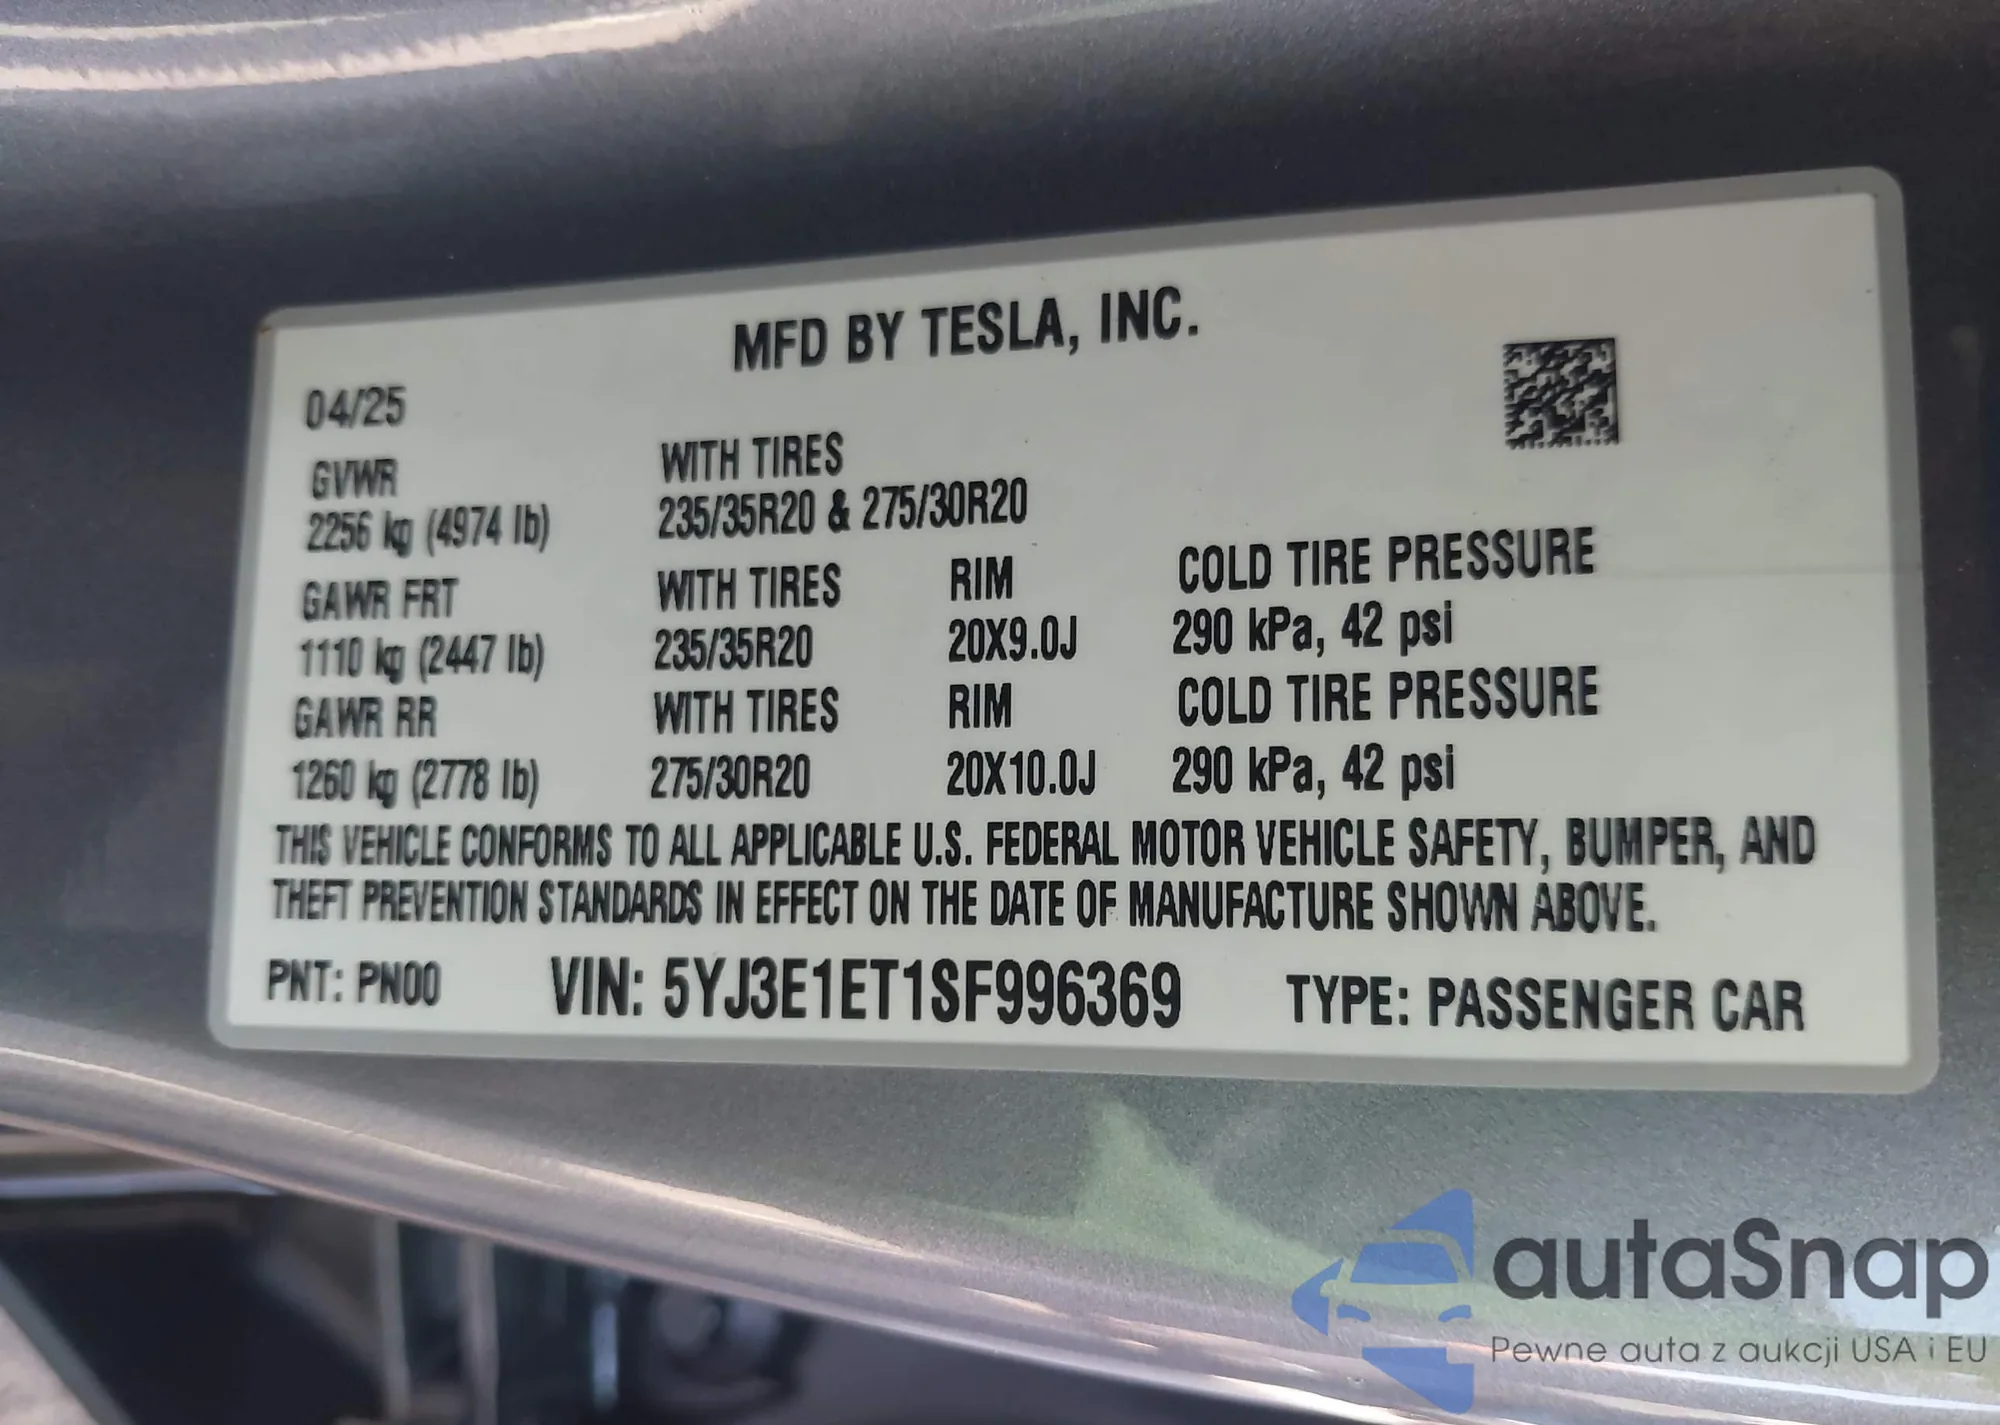 MFD BY TESLA, INC.
04/25
GVWR WITH TIRES
2256 kg (4974 lb) 235/35R20 & 275/30R20
GAWR FRT WITH TIRES RIM COLD TIRE PRESSURE
1110 kg (2447 lb) 235/35R20 20X9.0J 290 kPa, 42 psi
GAWR RR WITH TIRES RIM COLD TIRE PRESSURE
1260 kg (2778 lb) 275/30R20 20X10.0J 290 kPa, 42 psi
THIS VEHICLE CONFORMS TO ALL APPLICABLE U.S. FEDERAL MOTOR VEHICLE SAFETY, BUMPER, AND
THEFT PREVENTION STANDARDS IN EFFECT ON THE DATE OF MANUFACTURE SHOWN ABOVE.
PNT: PN00 VIN: 5YJ3E1ET1SF996369 TYPE: PASSENGER CAR
autaSnap
Pewne auta z aukcji USA i EU